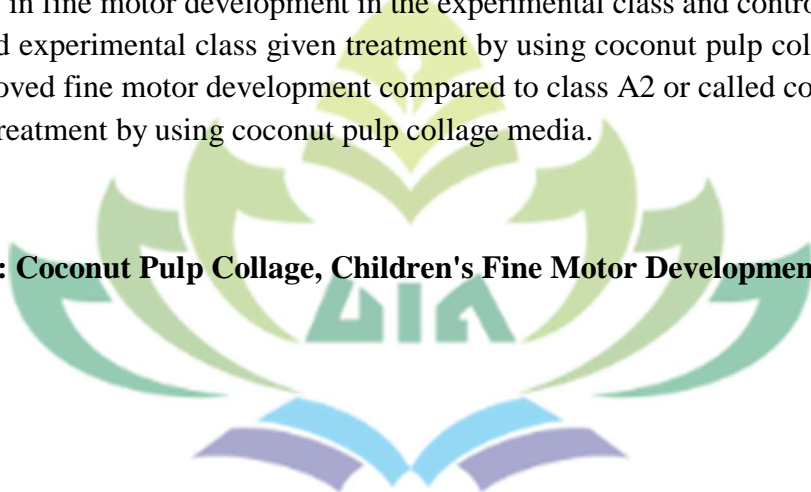 in fine motor development in the experimental class and contro
d experimental class given treatment by using coconut pulp col
oved fine motor development compared to class A2 or called co
reatment by using coconut pulp collage media.
: Coconut Pulp Collage, Children's Fine Motor Developmen